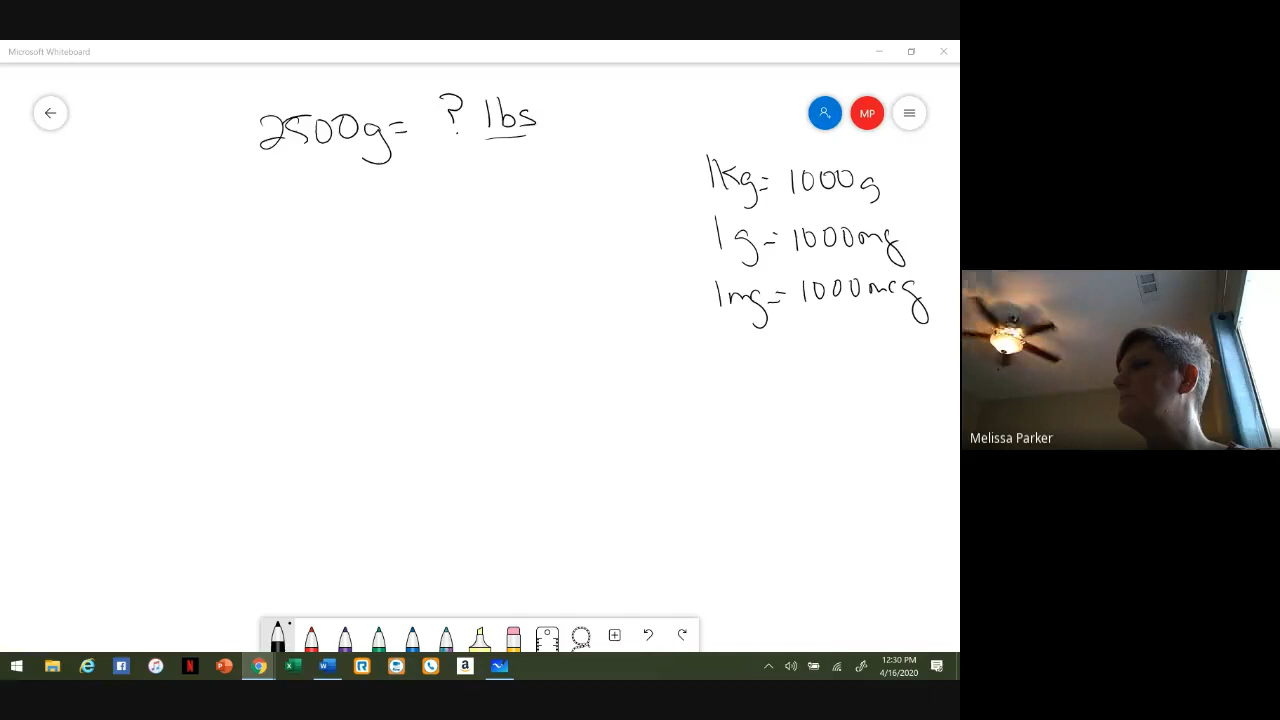 Microsoft Whiteboard
2500g= ? lbs
MP
1kg= 1000g
1g= 1000mg
1mg= 1000mcg
Melissa Parker
12:30 PM
4/16/2020